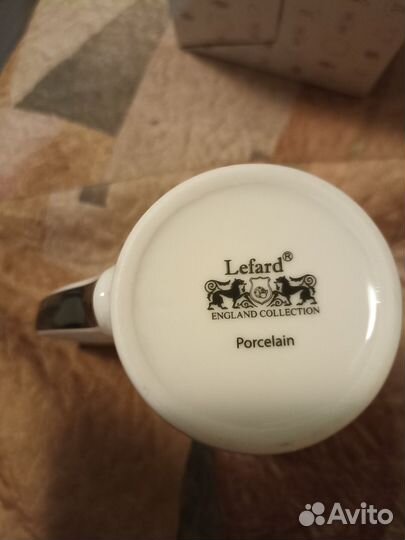 Lefard®
ENGLAND COLLECTION
Porcelain
Avito